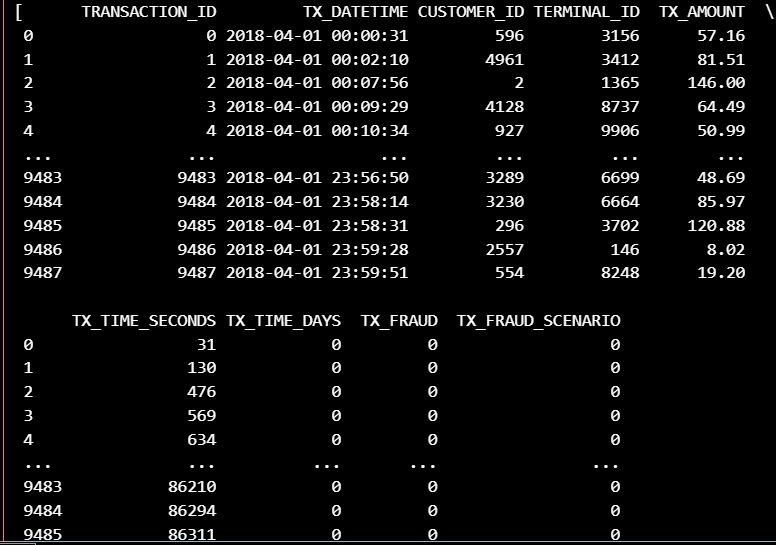 [      TRANSACTION_ID         TX_DATETIME CUSTOMER_ID TERMINAL_ID  TX_AMOUNT  \
0                  0 2018-04-01 00:00:31         596        3156      57.16
1                  1 2018-04-01 00:02:10        4961        3412      81.51
2                  2 2018-04-01 00:07:56           2        1365     146.00
3                  3 2018-04-01 00:09:29        4128        8737      64.49
4                  4 2018-04-01 00:10:34         927        9906      50.99
...              ...                 ...         ...         ...        ...
9483            9483 2018-04-01 23:56:50        3289        6699      48.69
9484            9484 2018-04-01 23:58:14        3230        6664      85.97
9485            9485 2018-04-01 23:58:31         296        3702     120.88
9486            9486 2018-04-01 23:59:28        2557         146       8.02
9487            9487 2018-04-01 23:59:51         554        8248      19.20
     TX_TIME_SECONDS TX_TIME_DAYS  TX_FRAUD  TX_FRAUD_SCENARIO
0                 31            0         0                  0
1                130            0         0                  0
2                476            0         0                  0
3                569            0         0                  0
4                634            0         0                  0
...              ...          ...       ...                ...
9483           86210            0         0                  0
9484           86294            0         0                  0
9485           86311            0         0                  0